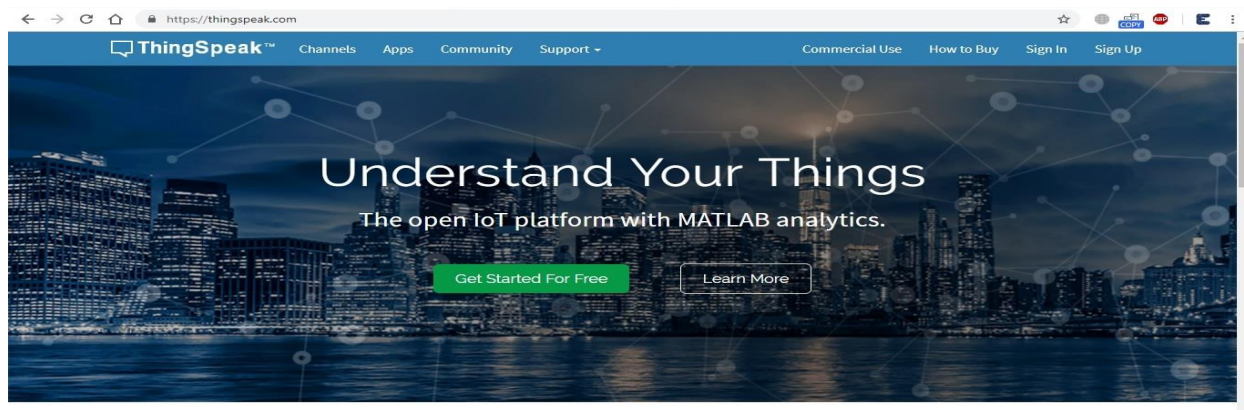 https://thingspeak.com
COPY
ABP
ThingSpeak™ Channels Apps Community Support Commercial Use How to Buy Sign In Sign Up
Understand Your Things
The open IoT platform with MATLAB analytics.
Get Started For Free Learn More